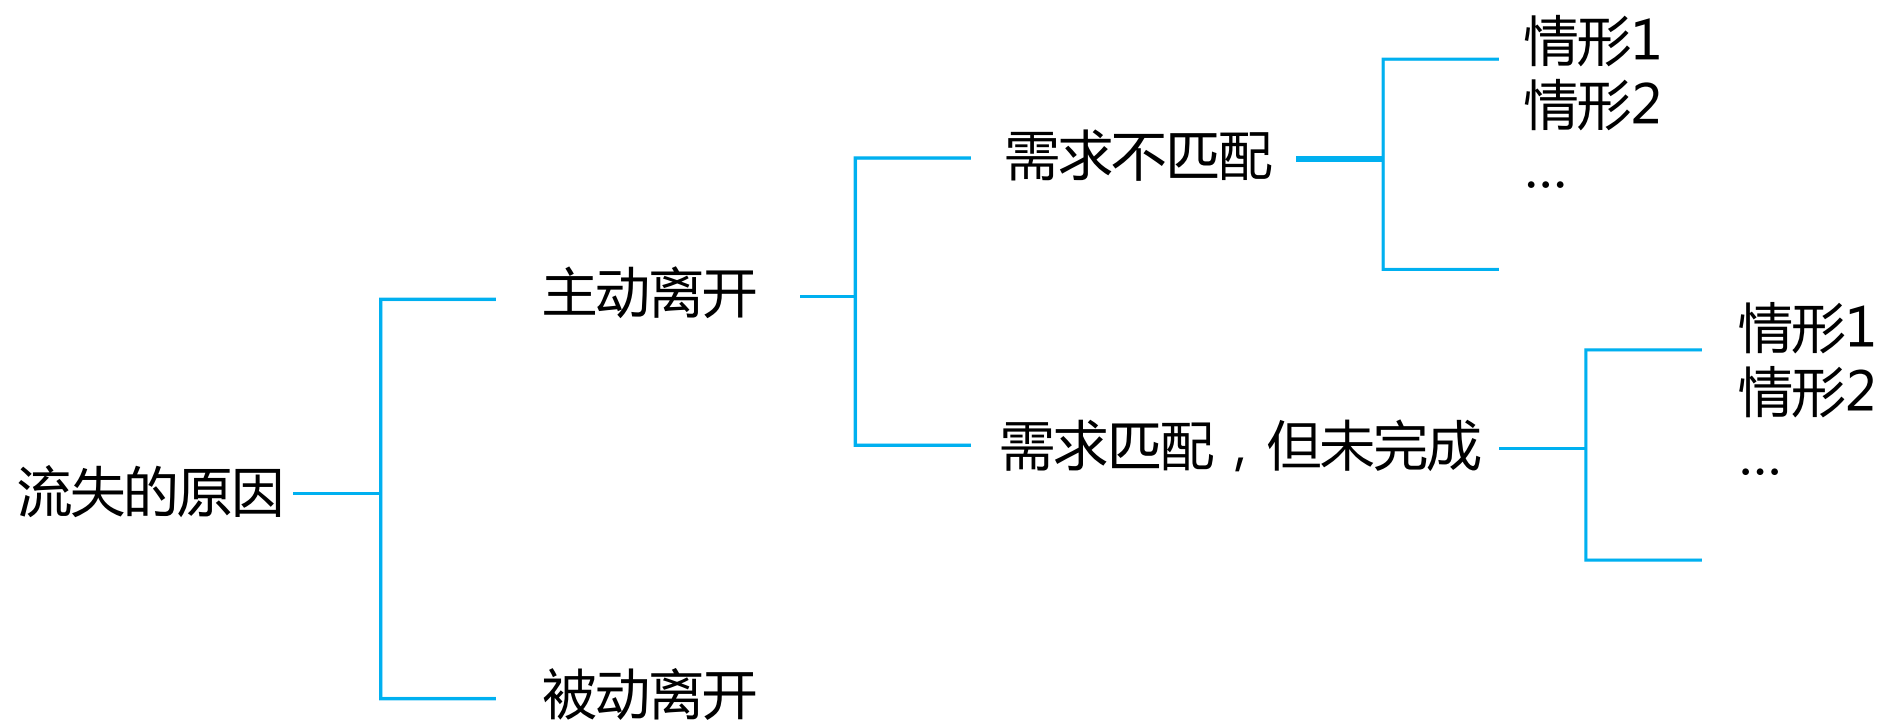 情形1
情形2
...
需求不匹配
主动离开
情形1
情形2
...
需求匹配，但未完成
流失的原因
被动离开